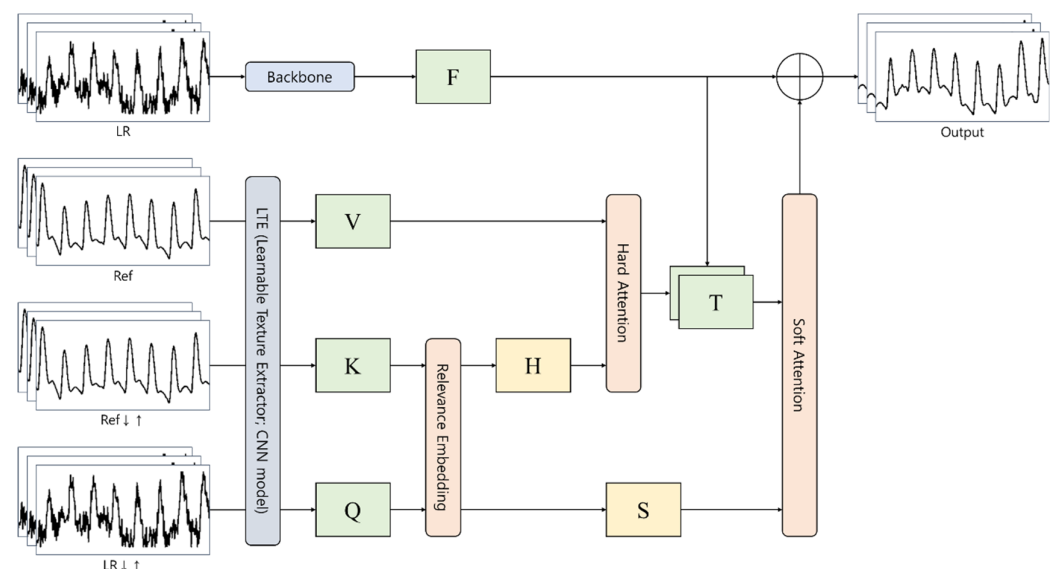 LR
Backbone
F
Output
Ref
LTE (Learnable Texture Extractor; CNN model)
V
Hard Attention
T
Soft Attention
Ref↓ ↑
K
Relevance Embedding
H
LR↓ ↑
Q
S